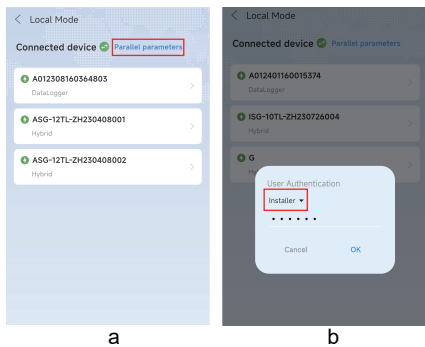 Local Mode
Connected device Parallel parameters
A012308160364803
DataLogger
ASG-12TL-ZH230408001
Hybrid
ASG-12TL-ZH230408002
Hybrid
a
Local Mode
Connected device Parallel parameters
A012401160015374
DataLogger
ISG-10TL-ZH230726004
Hybrid
G
User Authentication
Installer
Cancel OK
b